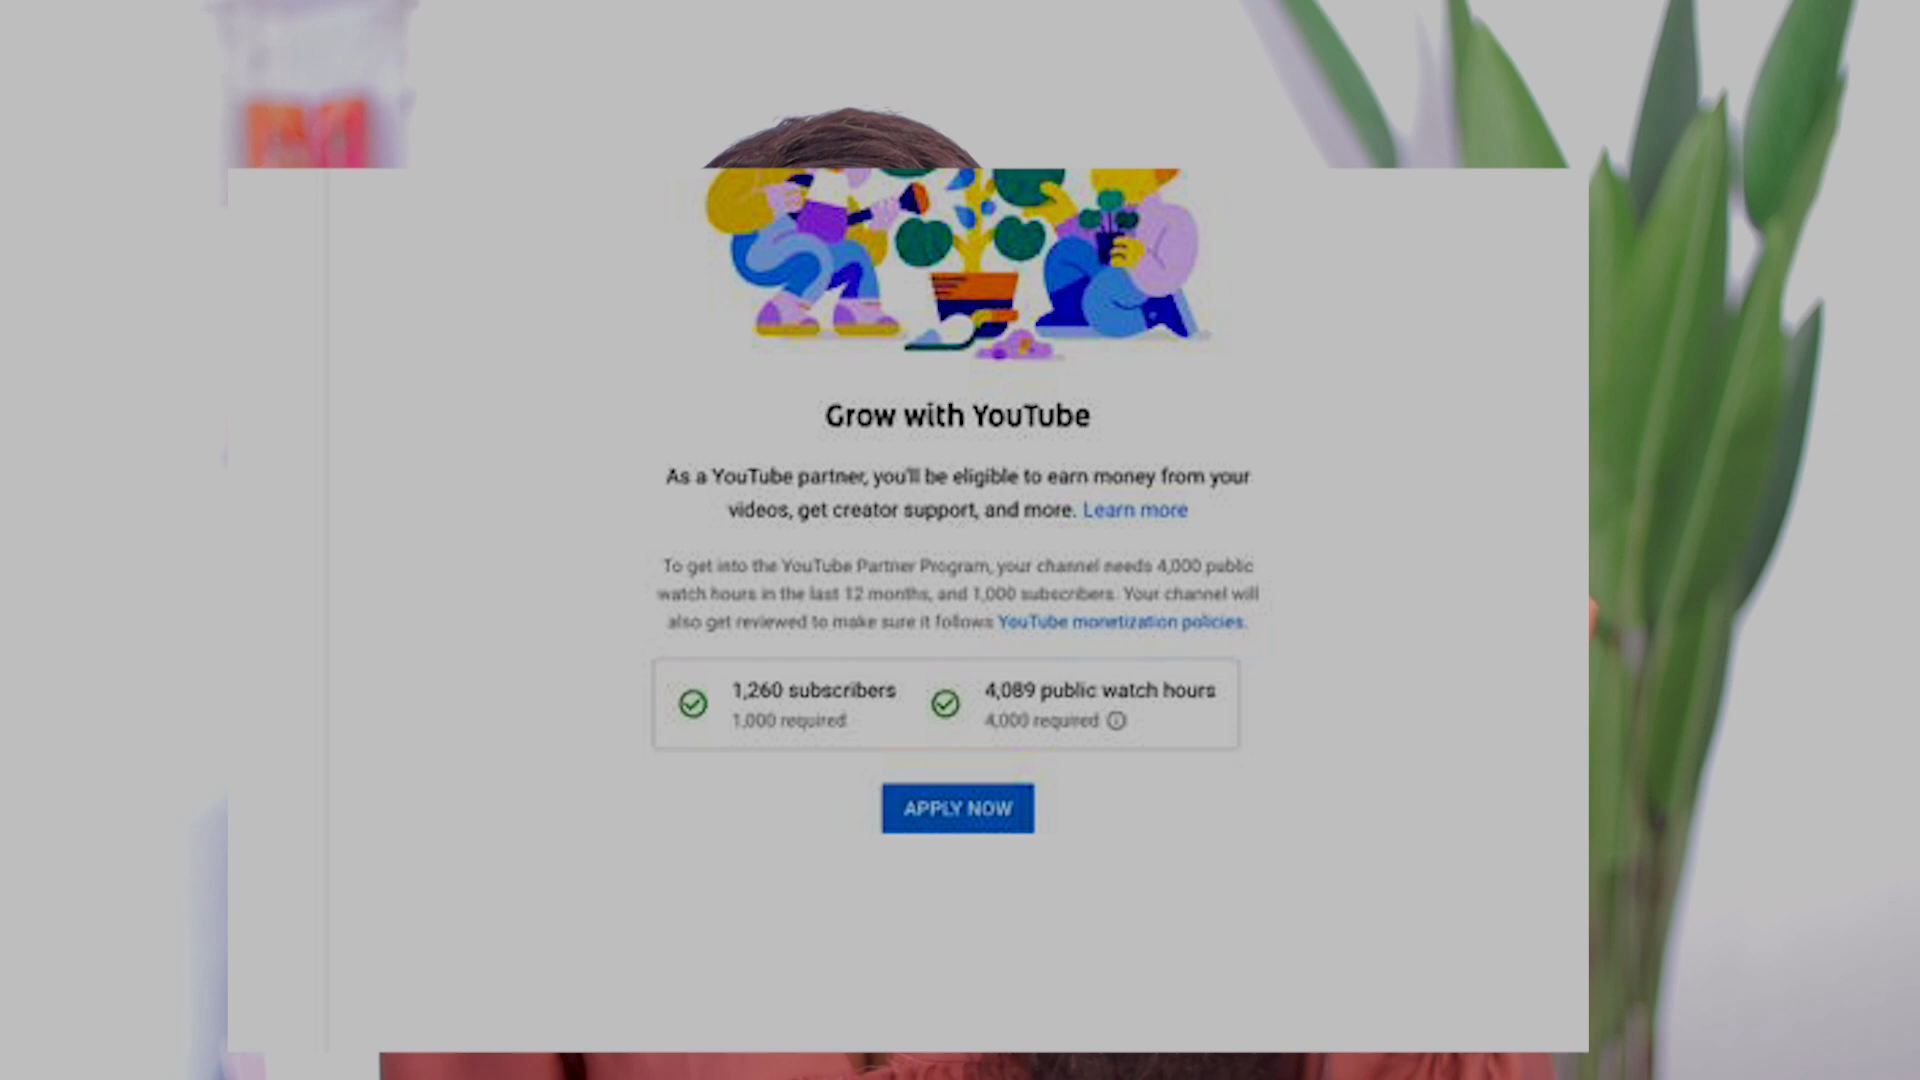 Grow with YouTube
As a YouTube partner, you'll be eligible to earn money from your
videos, get creator support, and more. Learn more
To get into the YouTube Partner Program, your channel needs 4,000 public
watch hours in the last 12 months, and 1,000 subscribers. Your channel will
also get reviewed to make sure it follows YouTube monetization policies.
1,260 subscribers
1,000 required
4,089 public watch hours
4,000 required
APPLY NOW